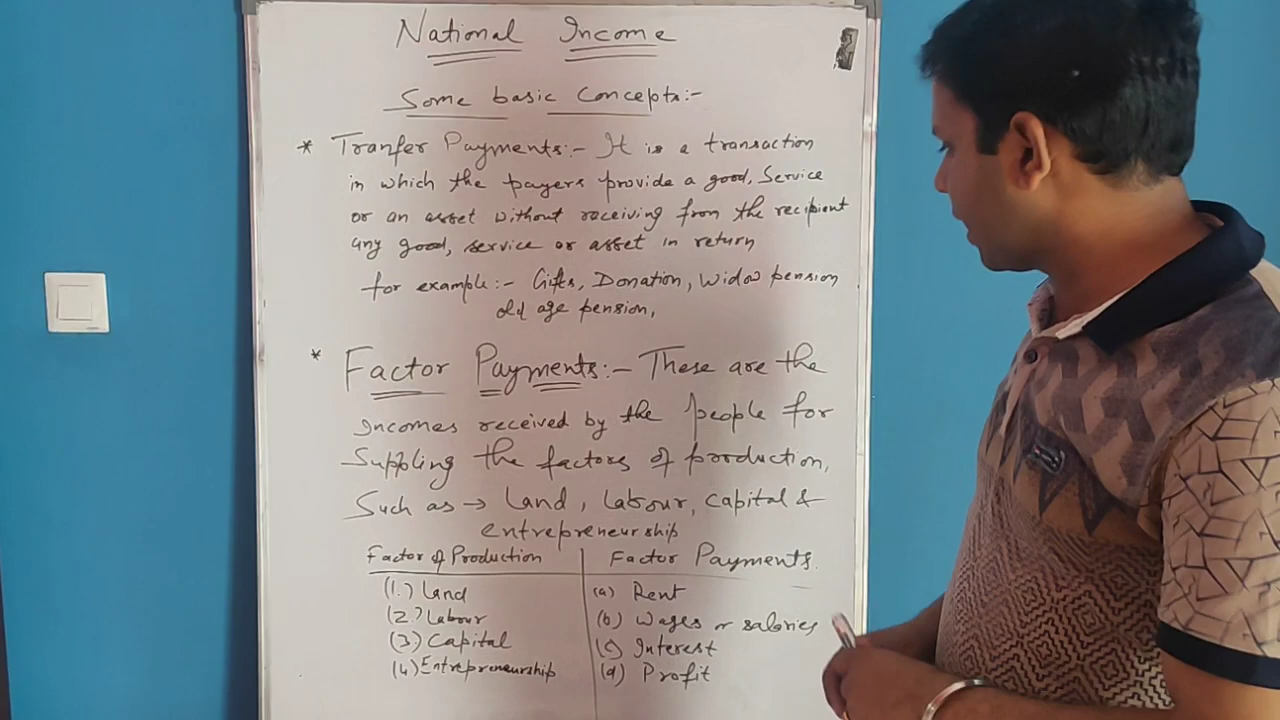 National Income
Some basic Concepts:-
* Tranfer Payments:- It is a transaction
in which the payers provide a good, Service
or an asset without receiving from the recipient
any good, service or asset in return
for example:- Gifts, Donation, Widow pension
old age pension,
* Factor Payments:- These are the
Incomes received by the people for
Suppling the factors of production,
Such as → Land, Labour, Capital &
entrepreneurship
Factor of Production | Factor Payments.
(1.) Land | (a) Rent
(2.) Labour | (b) Wages or salaries
(3) Capital | (c) Interest
(4) Entrepreneurship | (d) Profit